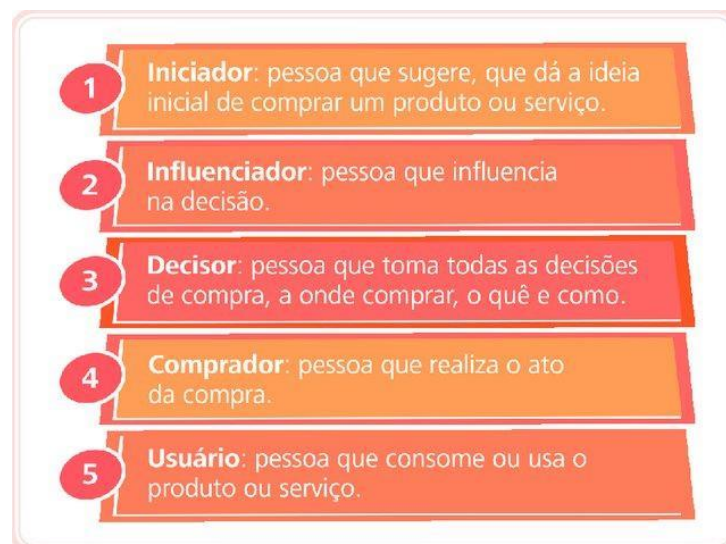 1
Iniciador: pessoa que sugere, que dá a ideia
inicial de comprar um produto ou serviço.
2
Influenciador: pessoa que influencia
na decisão.
3
Decisor: pessoa que toma todas as decisões
de compra, a onde comprar, o quê e como.
4
Comprador: pessoa que realiza o ato
da compra.
5
Usuário: pessoa que consome ou usa o
produto ou serviço.